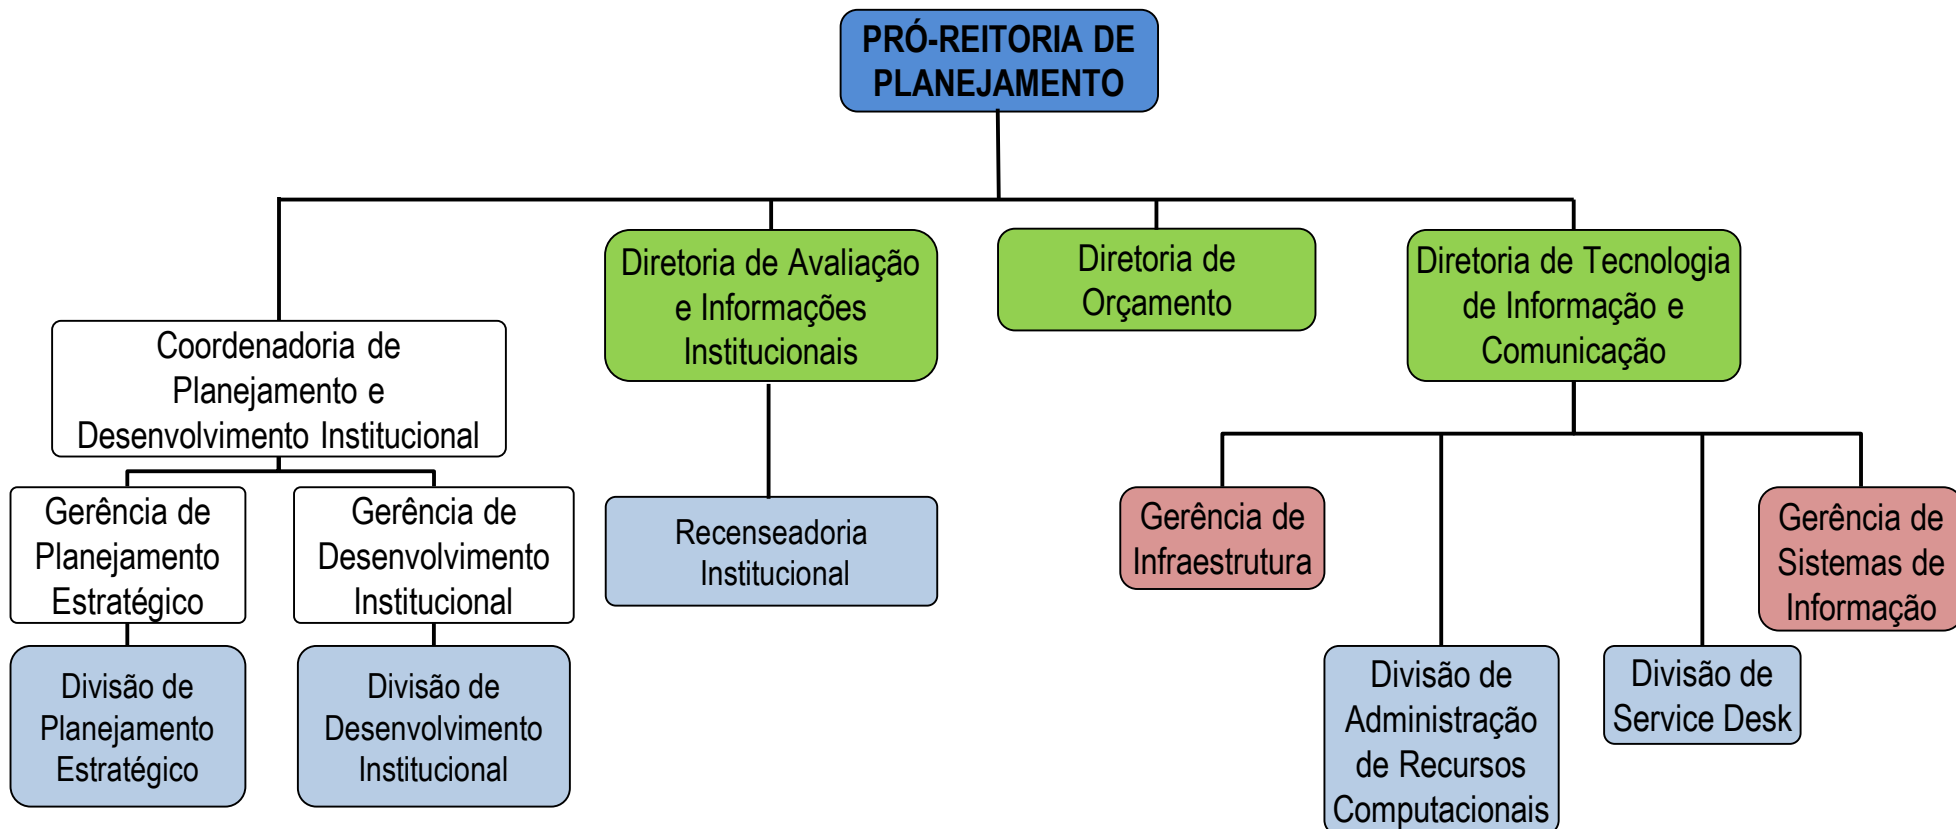 PRÓ-REITORIA DE
PLANEJAMENTO
Coordenadoria de
Planejamento e
Desenvolvimento Institucional
Diretoria de Avaliação
e Informações
Institucionais
Diretoria de
Orçamento
Diretoria de Tecnologia
de Informação e
Comunicação
Gerência de
Planejamento
Estratégico
Gerência de
Desenvolvimento
Institucional
Recenseadoria
Institucional
Gerência de
Infraestrutura
Gerência de
Sistemas de
Informação
Divisão de
Planejamento
Estratégico
Divisão de
Desenvolvimento
Institucional
Divisão de
Administração
de Recursos
Computacionais
Divisão de
Service Desk